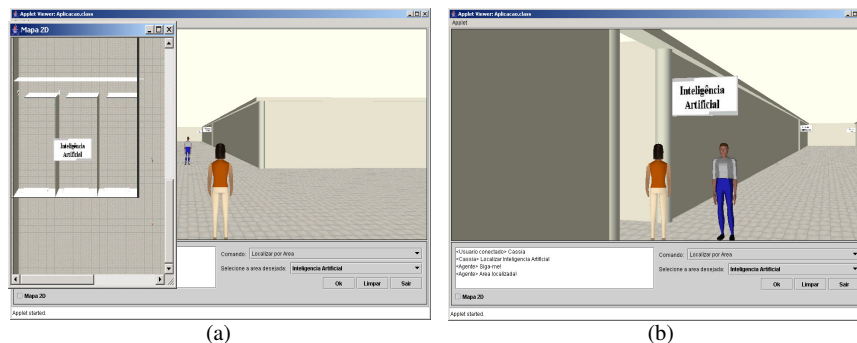 Applet Viewer: Aplicacao.class
Mapa 2D
Inteligência
Artificial
Comando: Localizar por Area
Selecione a area desejada: Inteligencia Artificial
Ok Limpar Sair
Mapa 2D
Applet started.
(a)
Applet Viewer: Aplicacao.class
Applet
Inteligência
Artificial
<Usuario conectado> Cassia
<Cassia> Localizar Inteligencia Artificial
<Agente> Siga-me!
<Agente> Area localizada!
Comando: Localizar por Area
Selecione a area desejada: Inteligencia Artificial
Ok Limpar Sair
Mapa 2D
Applet started.
(b)